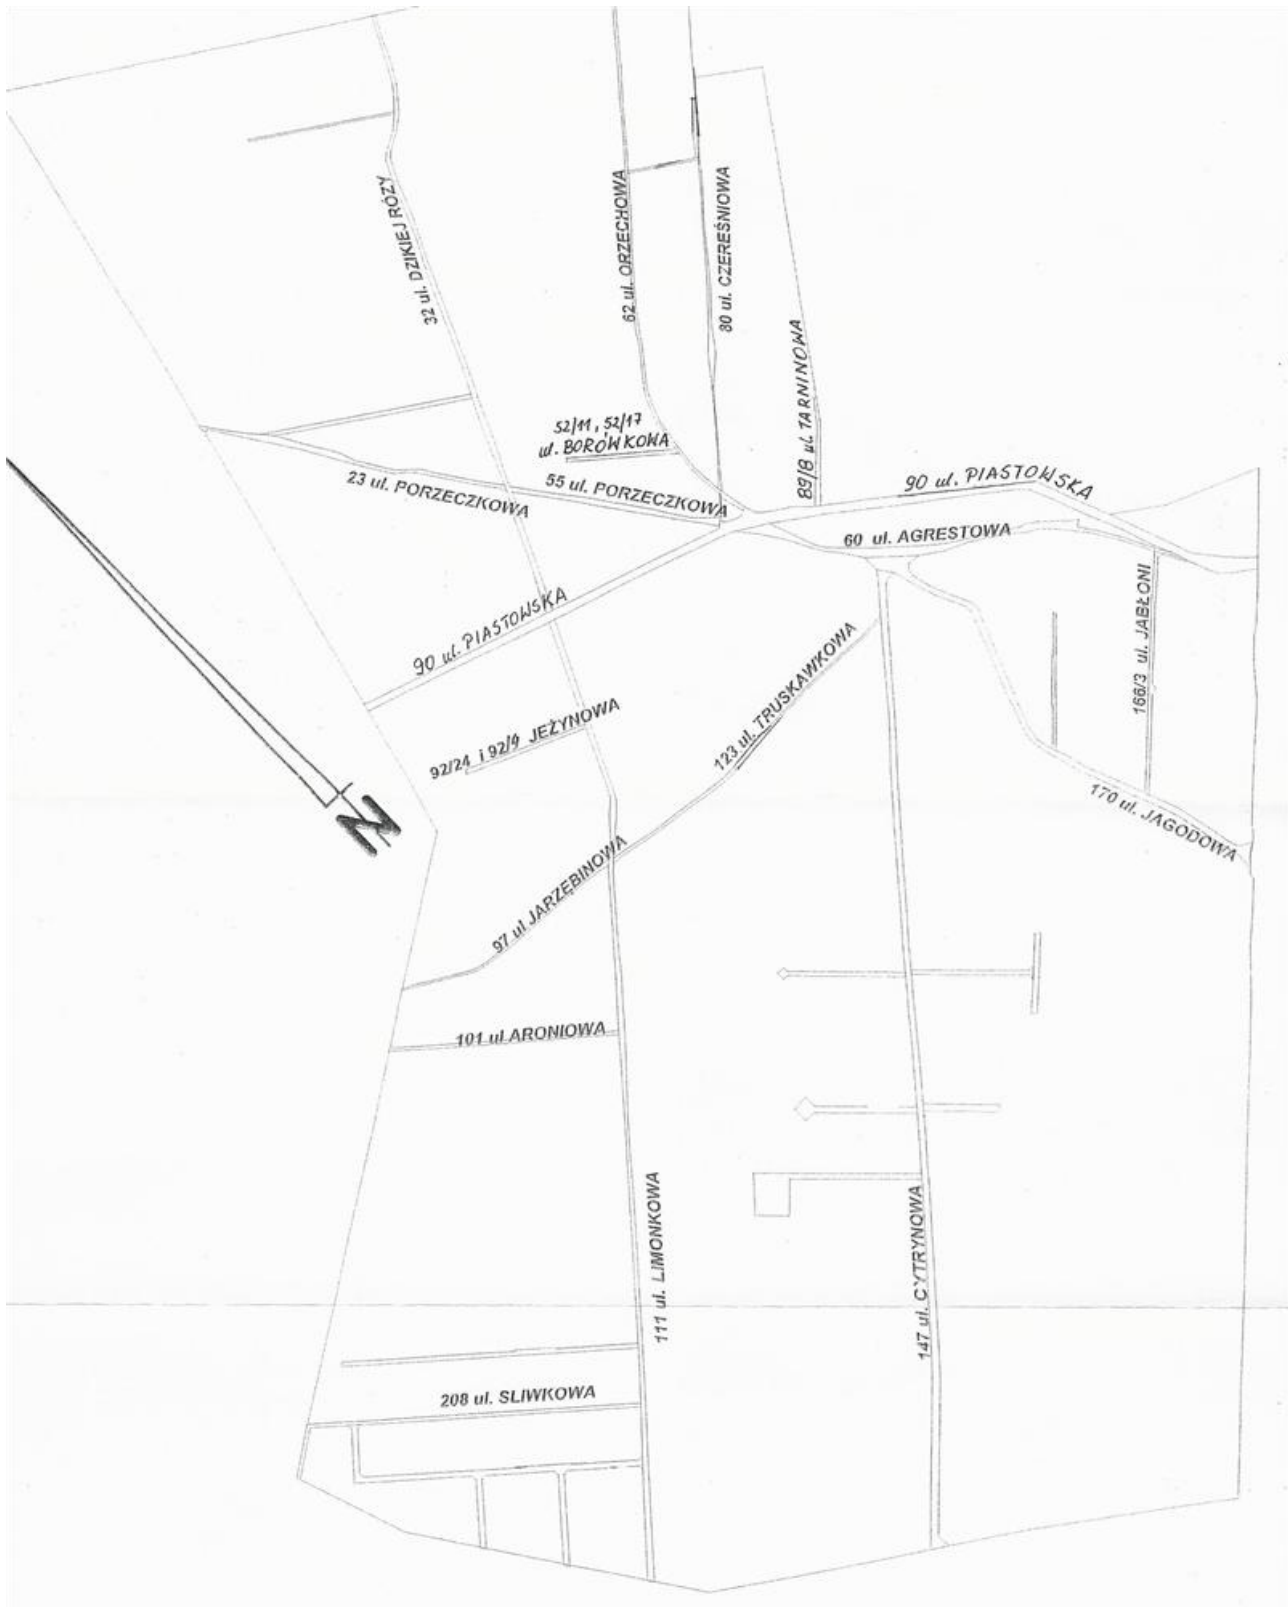 32 ul. DZIKIEJ RÓZY
62 ul. ORZECHOWA
80 ul. CZEREŚNIOWA
89/8 ul. TARNINOWA
52/11, 52/17
ul. BORÓWKOWA
23 ul. PORZECZKOWA
55 ul. PORZECZKOWA
90 ul. PIASTOWSKA
60 ul. AGRESTOWA
90 ul. PIASTOWSKA
166/3 ul. JABŁONI
123 ul. TRUSKAWKOWA
92/24 i 92/9 JEŻYNOWA
170 ul. JAGODOWA
N
97 ul JARZĘBINOWA
101 ul ARONIOWA
111 ul. LIMONKOWA
147 ul. CYTRYNOWA
208 ul. SLIWKOWA